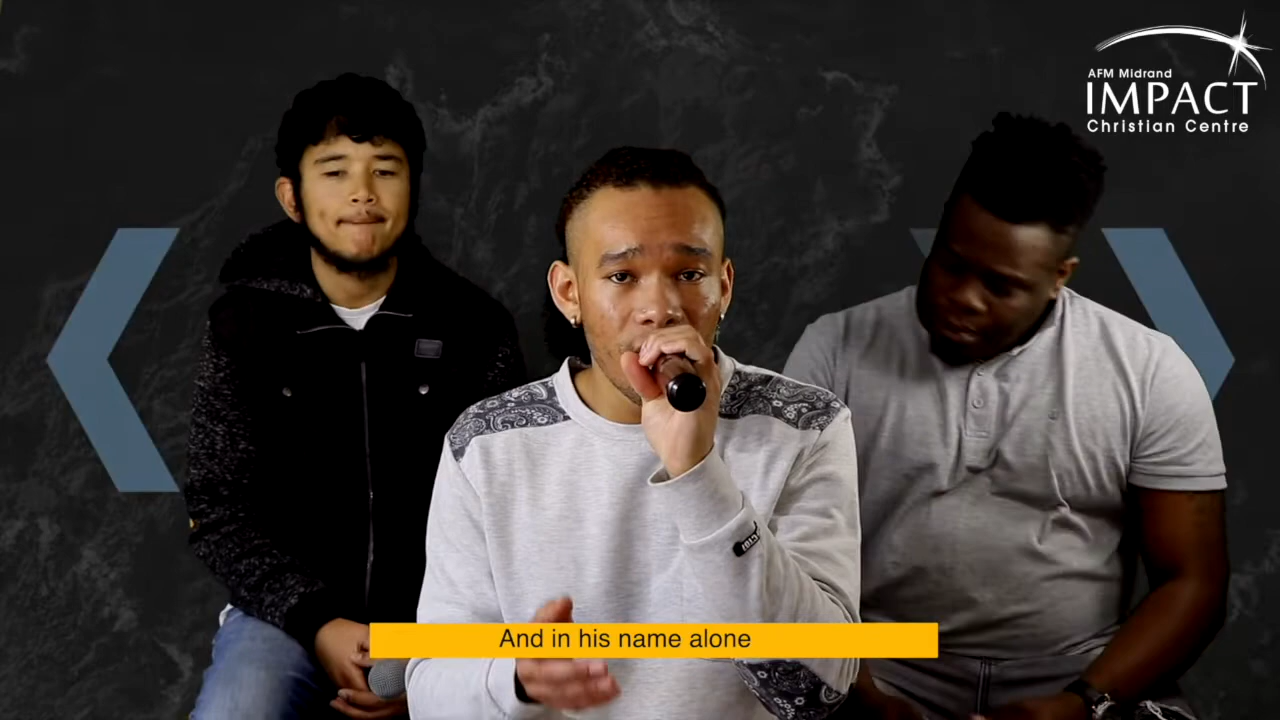 AFM Midrand
IMPACT
Christian Centre
And in his name alone